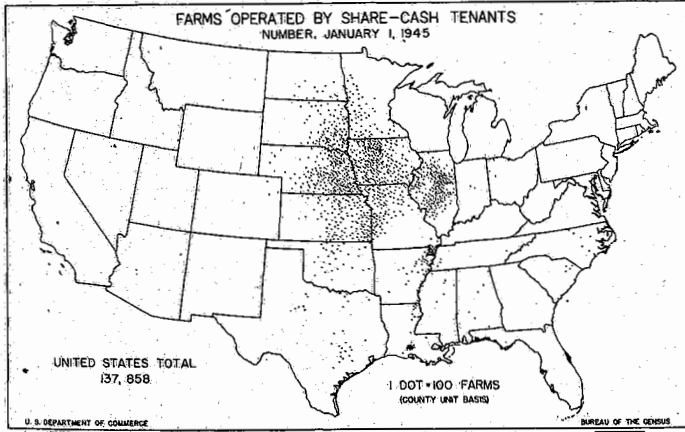 FARMS OPERATED BY SHARE-CASH TENANTS
NUMBER, JANUARY 1, 1945
UNITED STATES TOTAL
137,858
1 DOT = 100 FARMS
(COUNTY UNIT BASIS)
U. S. DEPARTMENT OF COMMERCE
BUREAU OF THE CENSUS